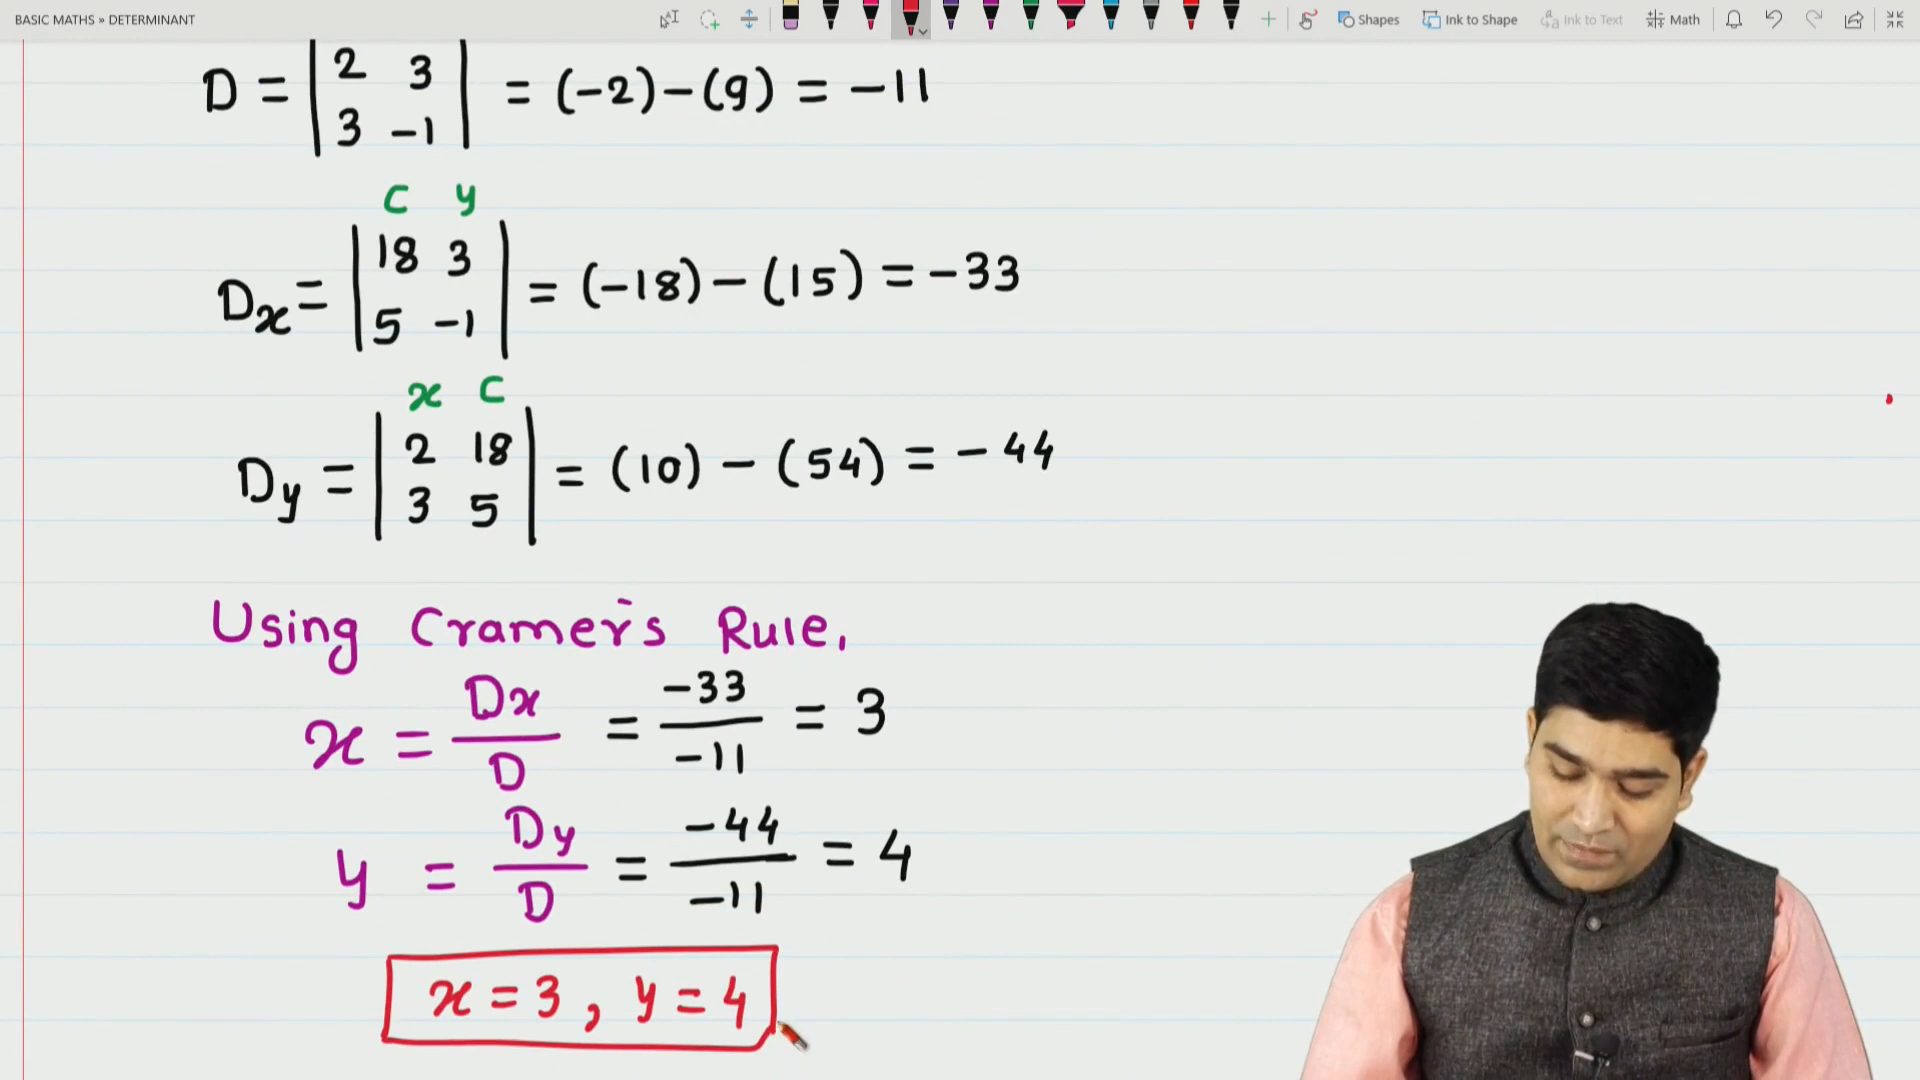 BASIC MATHS » DETERMINANT
Shapes Ink to Shape Ink to Text Math
D = | 2 3 | = (-2)-(9) = -11
| 3 -1 |
C y
Dx = | 18 3 | = (-18)-(15) = -33
| 5 -1 |
x C
Dy = | 2 18 | = (10) - (54) = -44
| 3 5 |
Using Cramer's Rule,
x = Dx/D = -33/-11 = 3
y = Dy/D = -44/-11 = 4
x = 3, y = 4